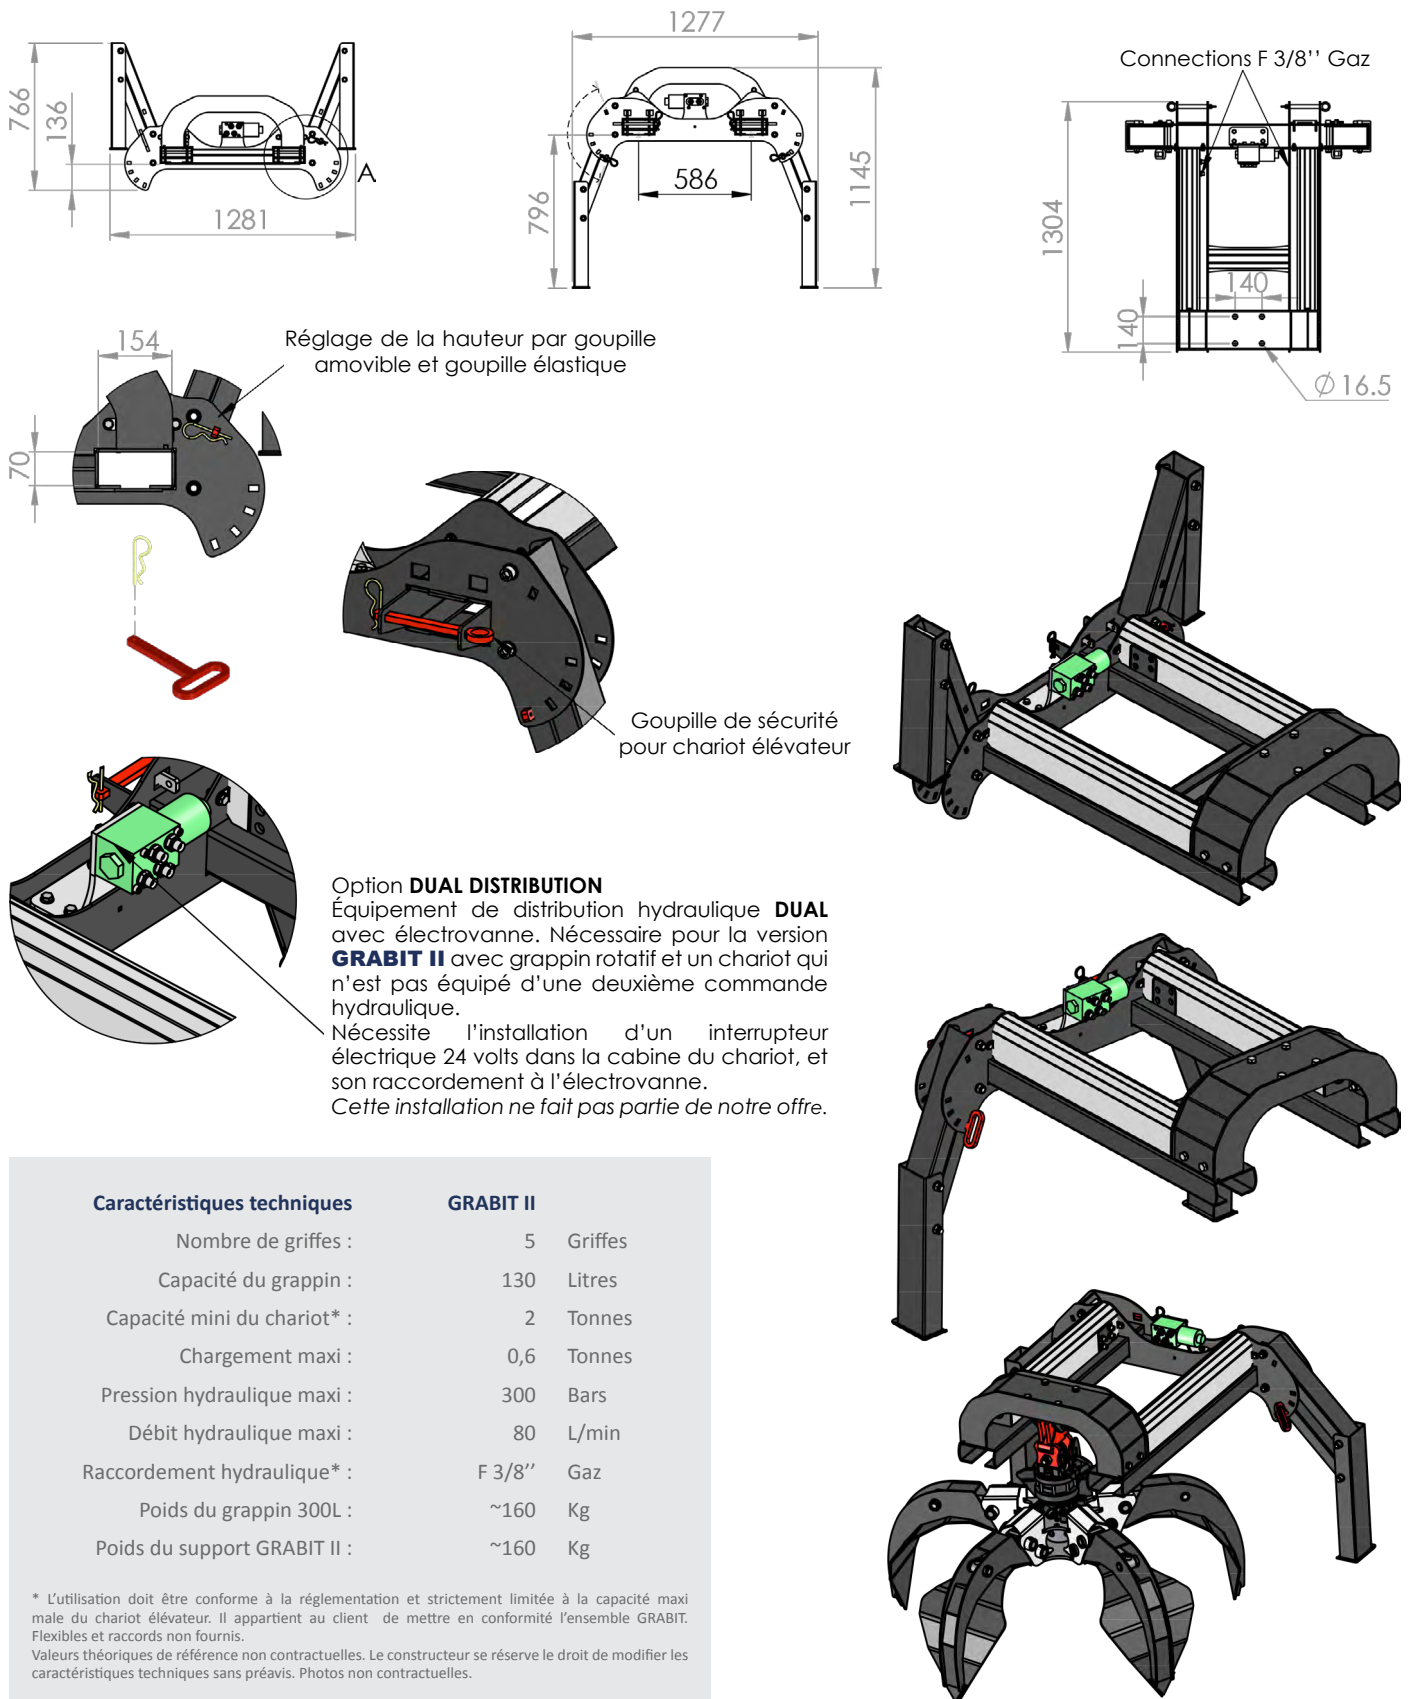 766
136
1281
A
1277
586
796
1145
Connections F 3/8'' Gaz
1304
140
140
Ø 16.5
154
70
Réglage de la hauteur par goupille
amovible et goupille élastique
Goupille de sécurité
pour chariot élévateur
Option DUAL DISTRIBUTION
Équipement de distribution hydraulique DUAL
avec électrovanne. Nécessaire pour la version
GRABIT II avec grappin rotatif et un chariot qui
n'est pas équipé d'une deuxième commande
hydraulique.
Nécessite l'installation d'un interrupteur
électrique 24 volts dans la cabine du chariot, et
son raccordement à l'électrovanne.
Cette installation ne fait pas partie de notre offre.
Caractéristiques techniques GRABIT II
Nombre de griffes : 5 Griffes
Capacité du grappin : 130 Litres
Capacité mini du chariot* : 2 Tonnes
Chargement maxi : 0,6 Tonnes
Pression hydraulique maxi : 300 Bars
Débit hydraulique maxi : 80 L/min
Raccordement hydraulique* : F 3/8'' Gaz
Poids du grappin 300L : ~160 Kg
Poids du support GRABIT II : ~160 Kg
* L'utilisation doit être conforme à la réglementation et strictement limitée à la capacité maxi
male du chariot élévateur. Il appartient au client de mettre en conformité l'ensemble GRABIT.
Flexibles et raccords non fournis.
Valeurs théoriques de référence non contractuelles. Le constructeur se réserve le droit de modifier les
caractéristiques techniques sans préavis. Photos non contractuelles.